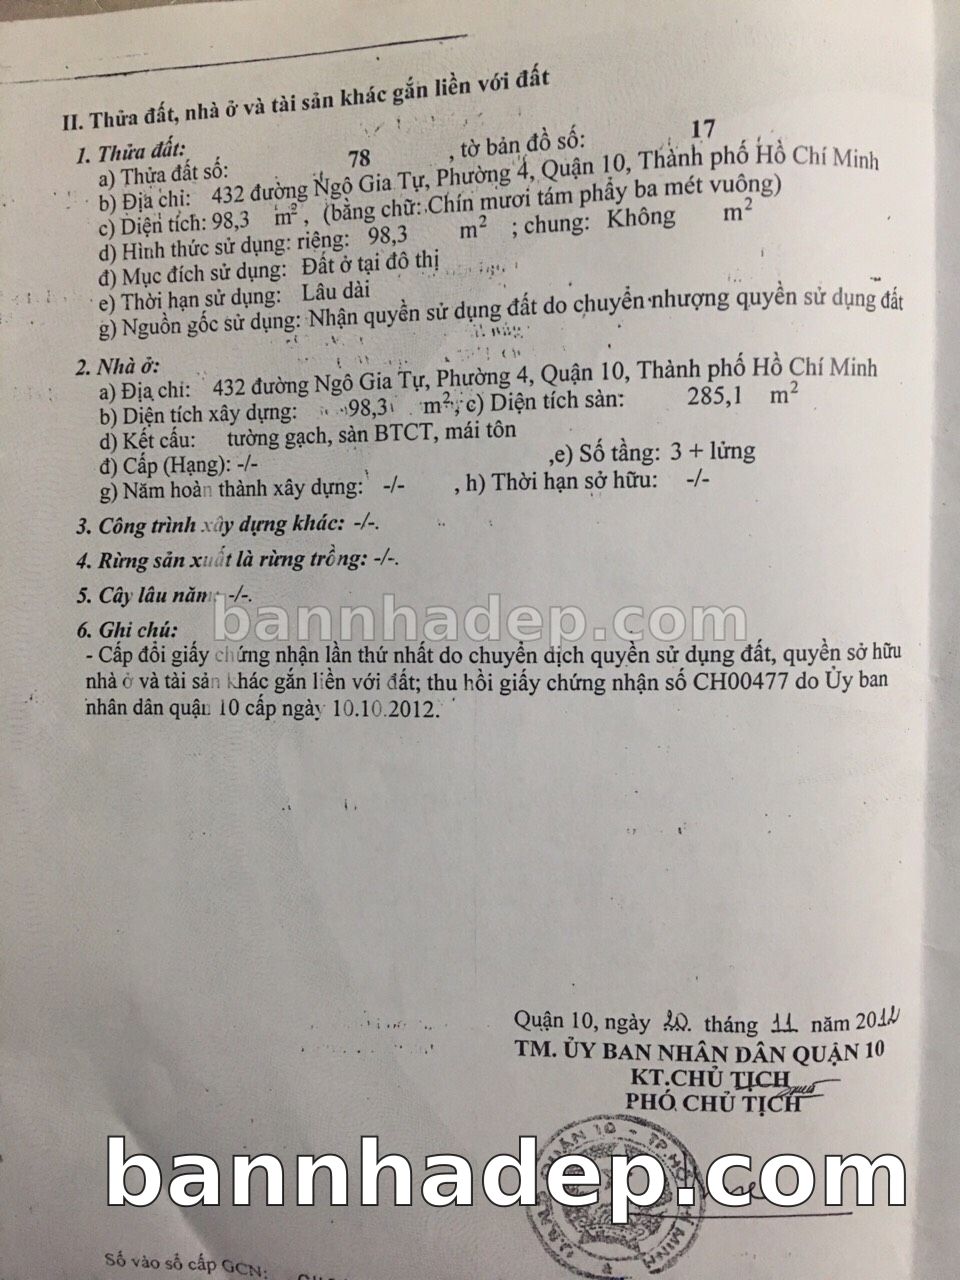 II. Thửa đất, nhà ở và tài sản khác gắn liền với đất
1. Thửa đất:
a) Thửa đất số: 78 , tờ bản đồ số: 17
b) Địa chỉ: 432 đường Ngô Gia Tự, Phường 4, Quận 10, Thành phố Hồ Chí Minh
c) Diện tích: 98,3 m², (bằng chữ: Chín mươi tám phẩy ba mét vuông)
d) Hình thức sử dụng: riêng: 98,3 m² ; chung: Không m²
đ) Mục đích sử dụng: Đất ở tại đô thị
e) Thời hạn sử dụng: Lâu dài
g) Nguồn gốc sử dụng: Nhận quyền sử dụng đất do chuyển nhượng quyền sử dụng đất
2. Nhà ở:
a) Địa chỉ: 432 đường Ngô Gia Tự, Phường 4, Quận 10, Thành phố Hồ Chí Minh
b) Diện tích xây dựng: 98,3 m²; c) Diện tích sàn: 285,1 m²
d) Kết cấu: tường gạch, sàn BTCT, mái tôn
đ) Cấp (Hạng): -/- ,e) Số tầng: 3 + lửng
g) Năm hoàn thành xây dựng: -/- , h) Thời hạn sở hữu: -/-
3. Công trình xây dựng khác: -/-.
4. Rừng sản xuất là rừng trồng: -/-.
5. Cây lâu năm: -/-.
bannhadep.com
6. Ghi chú:
- Cấp đổi giấy chứng nhận lần thứ nhất do chuyển dịch quyền sử dụng đất, quyền sở hữu
nhà ở và tài sản khác gắn liền với đất; thu hồi giấy chứng nhận số CH00477 do Ủy ban
nhân dân quận 10 cấp ngày 10.10.2012.
Quận 10, ngày 20. tháng 11 năm 2012
TM. ỦY BAN NHÂN DÂN QUẬN 10
KT.CHỦ TỊCH
PHÓ CHỦ TỊCH
QUẬN 10 - TP. HỒ CHÍ MINH
bannhadep.com
Số vào sổ cấp GCN: